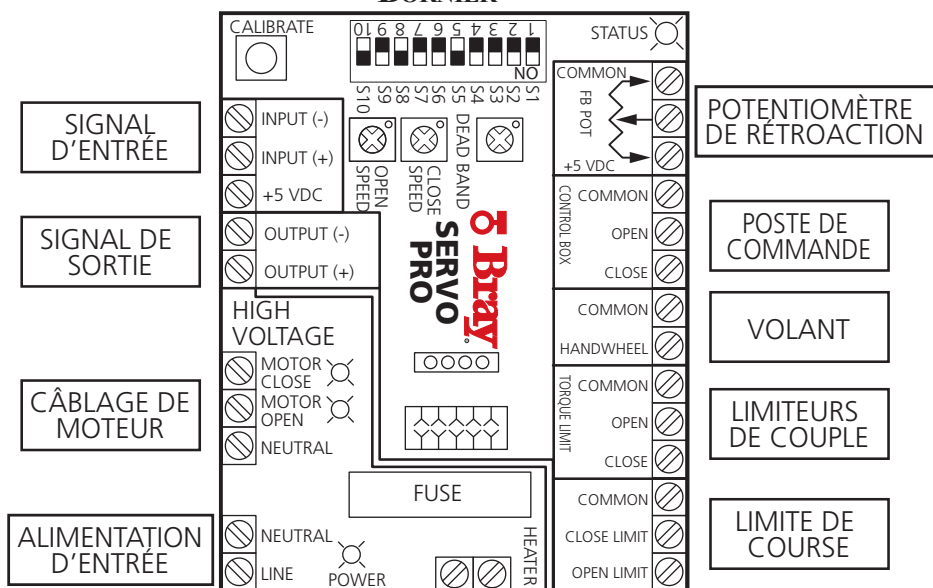 DORNIER
CALIBRATE
10 9 8 7 6 5 4 3 2 1
ON
S10 S9 S8 S7 S6 S5 S4 S3 S2 S1
STATUS
SIGNAL
D'ENTRÉE
INPUT (-)
INPUT (+)
+5 VDC
OPEN
SPEED
CLOSE
SPEED
DEAD BAND
COMMON
FB POT
+5 VDC
POTENTIOMÈTRE
DE RÉTROACTION
SIGNAL DE
SORTIE
OUTPUT (-)
OUTPUT (+)
Bray
SERVO
PRO
CONTROL BOX
COMMON
OPEN
CLOSE
POSTE DE
COMMANDE
HIGH
VOLTAGE
COMMON
HANDWHEEL
VOLANT
CÂBLAGE DE
MOTEUR
MOTOR
CLOSE
MOTOR
OPEN
NEUTRAL
TORQUE LIMIT
COMMON
OPEN
CLOSE
LIMITEURS
DE COUPLE
FUSE
ALIMENTATION
D'ENTRÉE
NEUTRAL
LINE
POWER
HEATER
COMMON
CLOSE LIMIT
OPEN LIMIT
LIMITE DE
COURSE